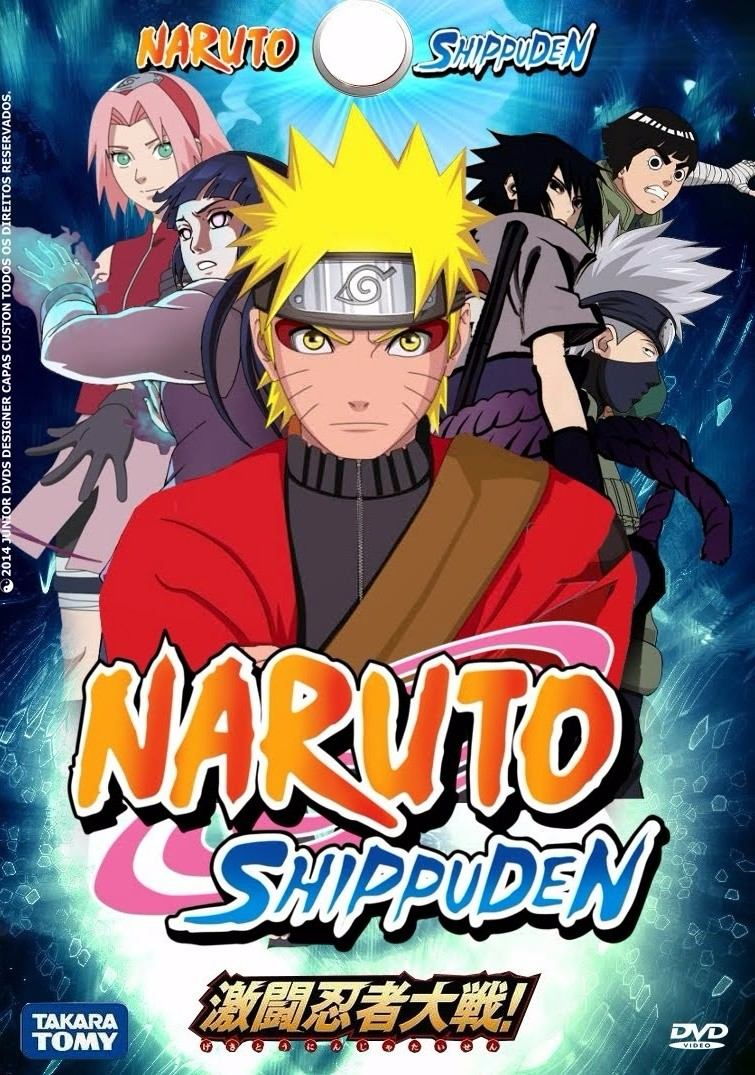 NARUTO SHIPPUDEN
© 2014 JUNIOR DVDS DESIGNER CAPAS CUSTON TODOS OS DIREITOS RESERVADOS.
NARUTO
SHIPPUDEN
激闘忍者大戦!
げきとうにんじゃたいせん
TAKARA
TOMY
DVD
VIDEO